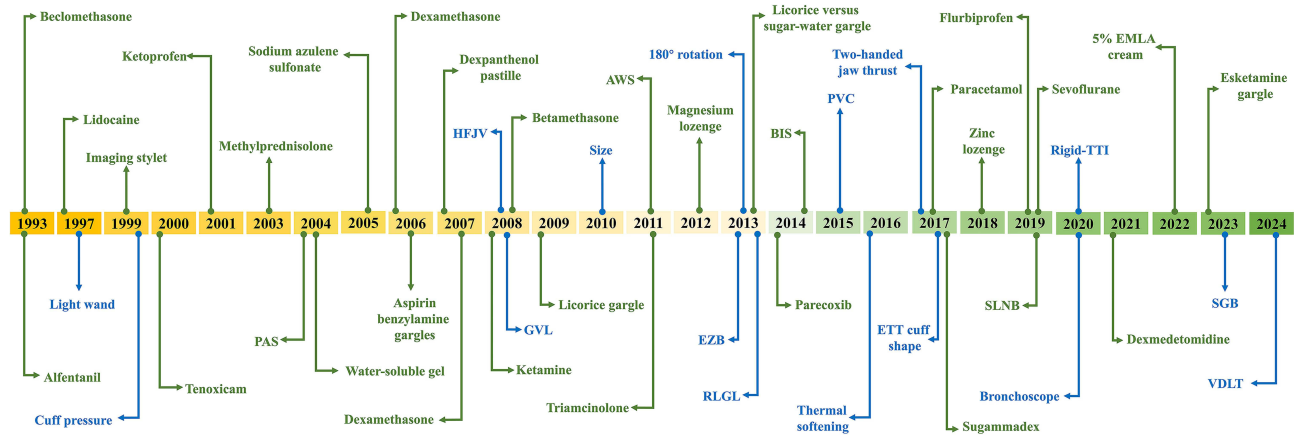 Beclomethasone
Dexamethasone
Licorice versus
sugar-water gargle
Flurbiprofen
Ketoprofen
Sodium azulene
sulfonate
Dexpanthenol
pastille
180° rotation
Two-handed
jaw thrust
5% EMLA
cream
AWS
Paracetamol
Sevoflurane
Esketamine
gargle
PVC
Lidocaine
Betamethasone
Magnesium
lozenge
HFJV
BIS
Zinc
lozenge
Methylprednisolone
Imaging stylet
Size
Rigid-TTI
1993 1997 1999 2000 2001 2003 2004 2005 2006 2007 2008 2009 2010 2011 2012 2013 2014 2015 2016 2017 2018 2019 2020 2021 2022 2023 2024
Light wand
Aspirin
benzylamine
gargles
Licorice gargle
Parecoxib
SLNB
SGB
GVL
ETT cuff
shape
PAS
EZB
Dexmedetomidine
Alfentanil
Water-soluble gel
Ketamine
Tenoxicam
VDLT
RLGL
Bronchoscope
Cuff pressure
Dexamethasone
Triamcinolone
Thermal
softening
Sugammadex